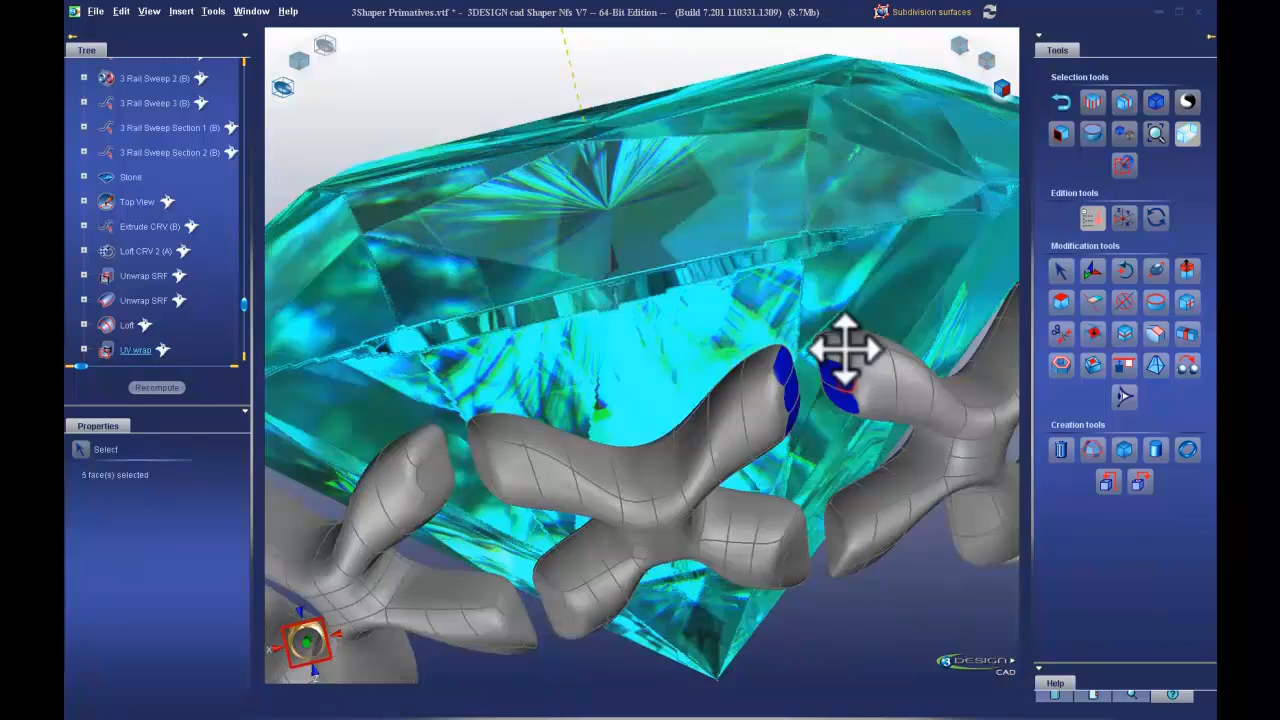 File Edit View Insert Tools Window Help
3Shaper Primatives.vtf * - 3DESIGN cad Shaper Nfs V7 -- 64-Bit Edition -- (Build 7.201 110331.1309) (8.7Mb)
Subdivision surfaces
Tree
3 Rail Sweep 2 (B)
3 Rail Sweep 3 (B)
3 Rail Sweep Section 1 (B)
3 Rail Sweep Section 2 (B)
Stone
Top View
Extrude CRV (B)
Loft CRV 2 (A)
Unwrap SRF
Unwrap SRF
Loft
UV wrap
Recompute
Properties
Select
5 face(s) selected
X
Z
3DESIGN
CAD
Tools
Selection tools
Edition tools
Modification tools
Creation tools
Help